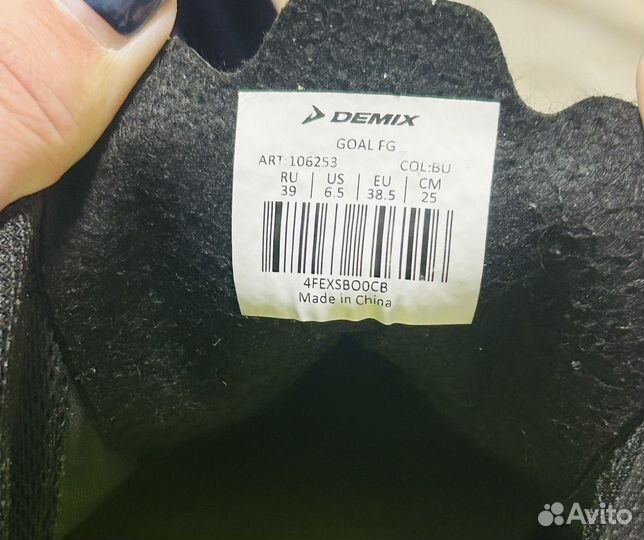 DEMIX
GOAL FG
ART:106253 COL:BU
RU US EU CM
39 6.5 38.5 25
4FEXSBO0CB
Made in China
Avito